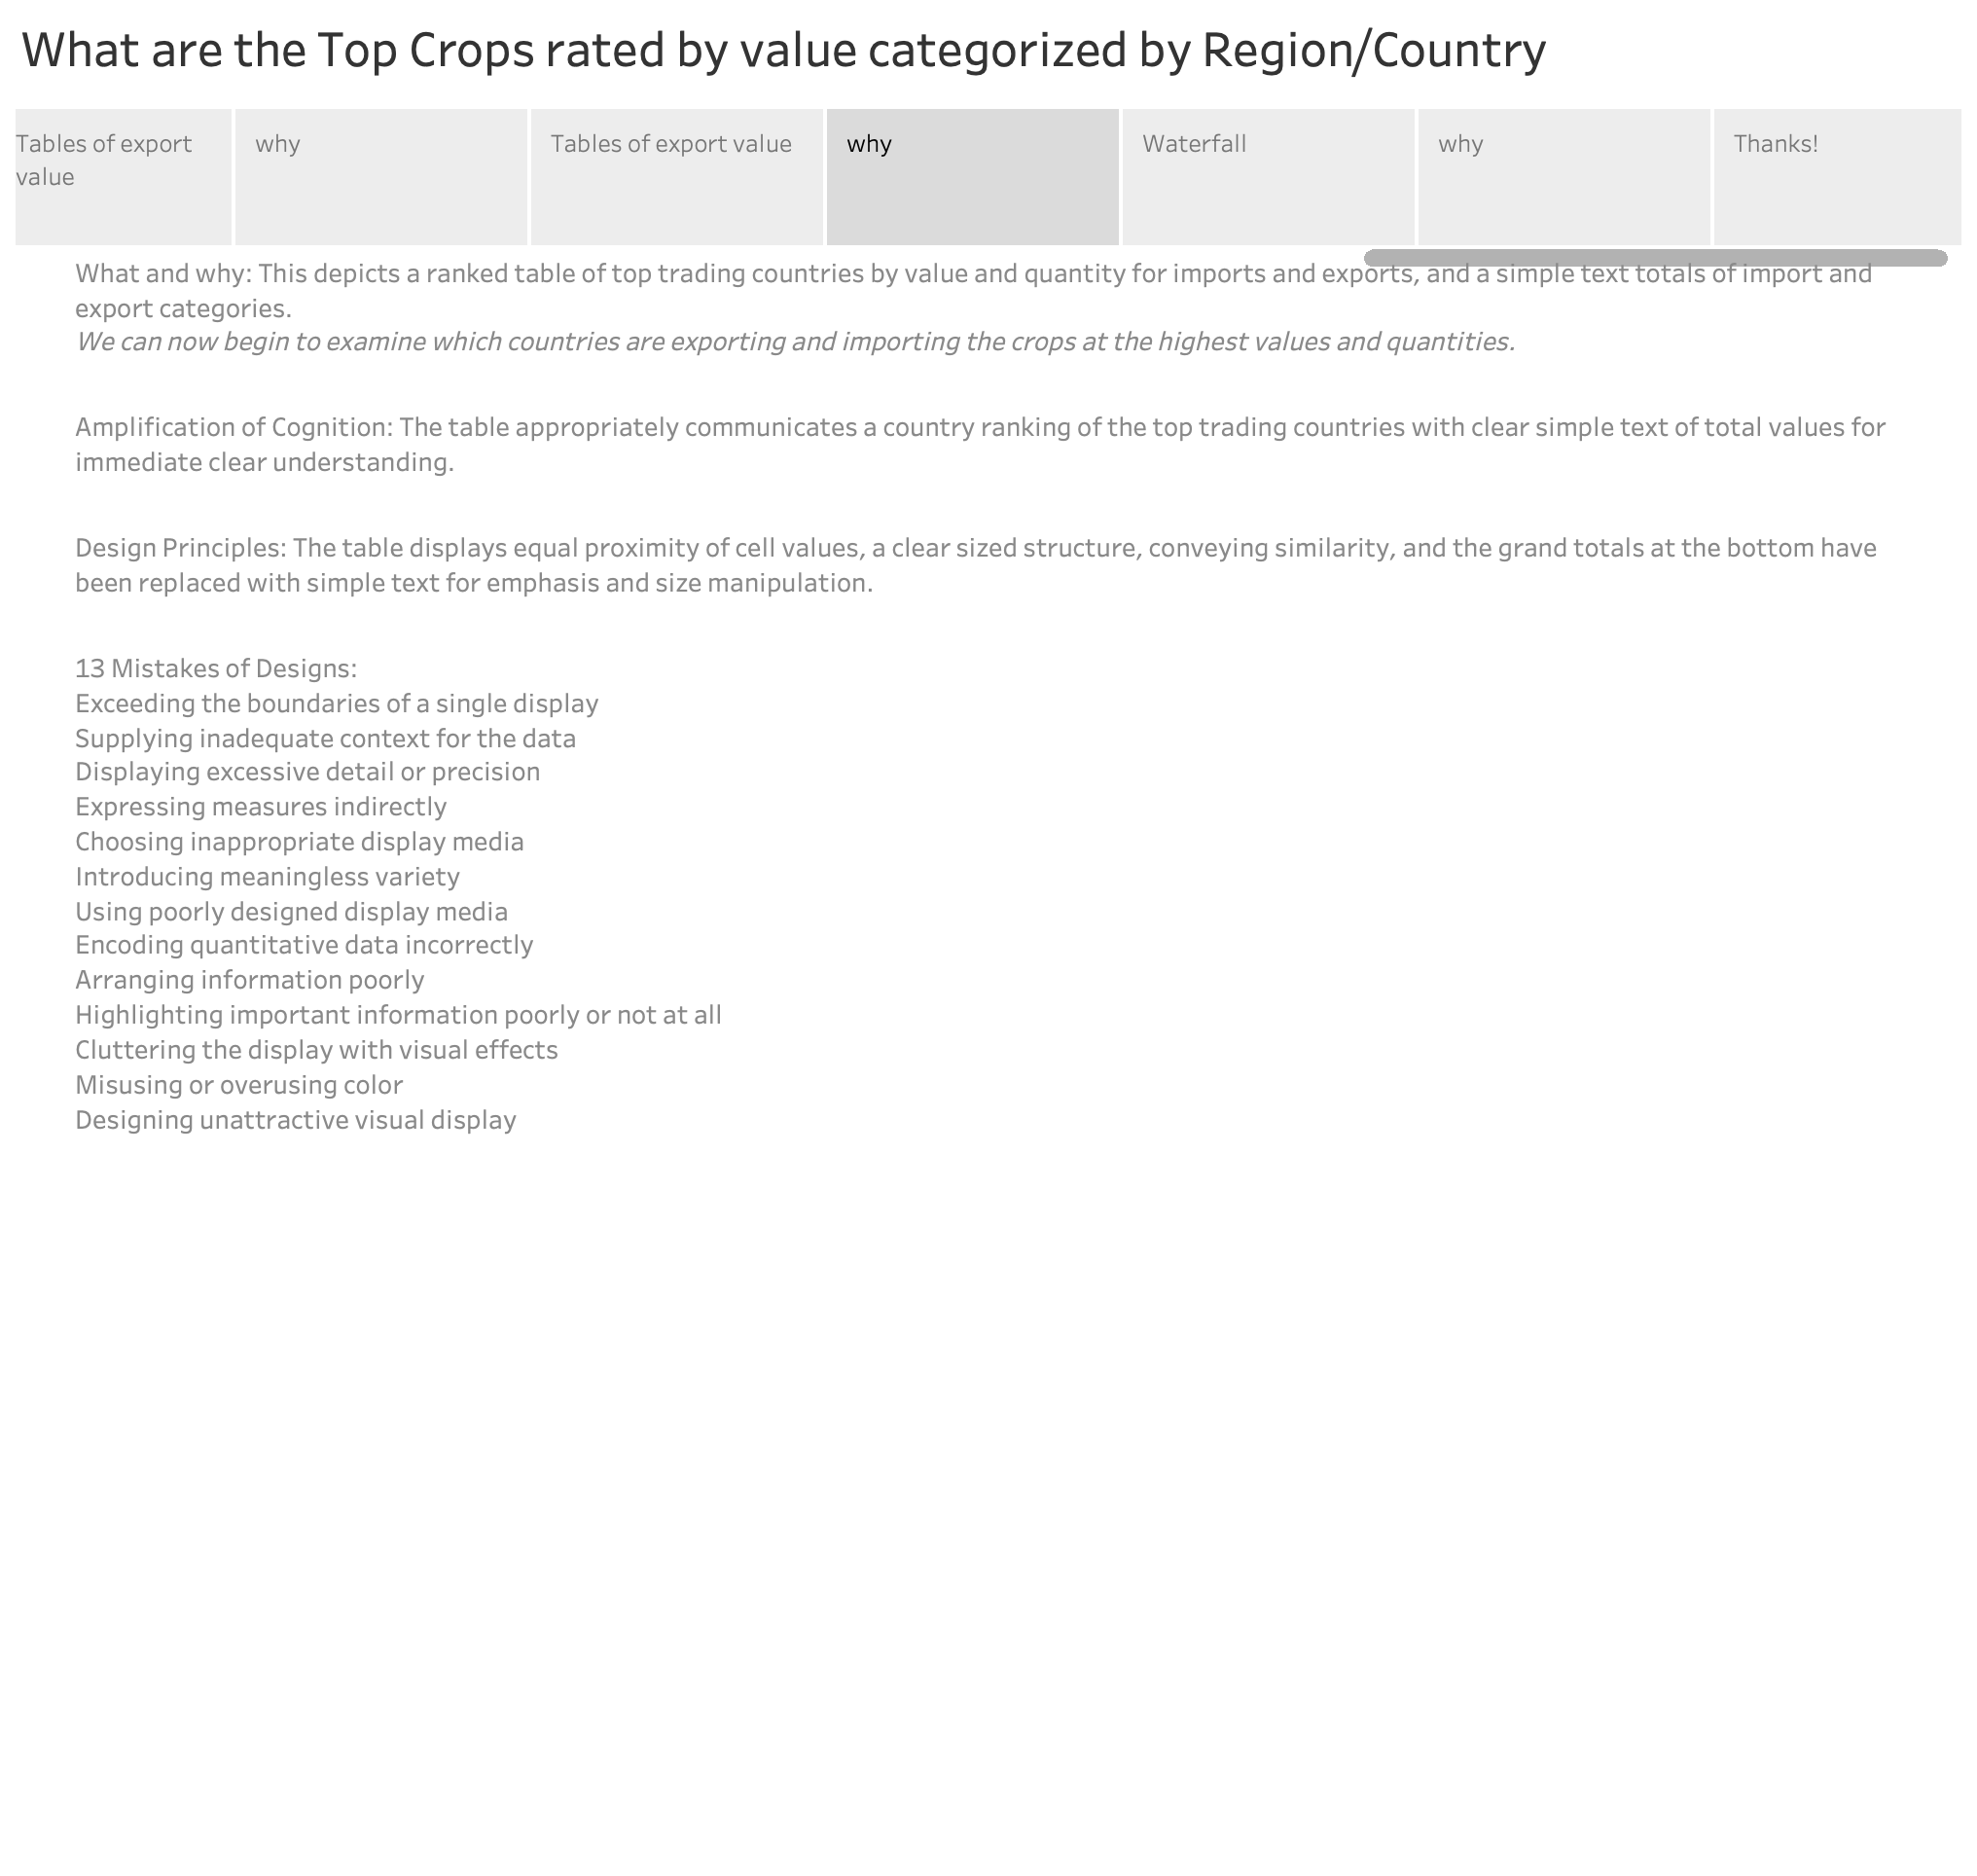 What are the Top Crops rated by value categorized by Region/Country
Tables of export
value
why
Tables of export value
why
Waterfall
why
Thanks!
What and why: This depicts a ranked table of top trading countries by value and quantity for imports and exports, and a simple text totals of import and
export categories.
We can now begin to examine which countries are exporting and importing the crops at the highest values and quantities.
Amplification of Cognition: The table appropriately communicates a country ranking of the top trading countries with clear simple text of total values for
immediate clear understanding.
Design Principles: The table displays equal proximity of cell values, a clear sized structure, conveying similarity, and the grand totals at the bottom have
been replaced with simple text for emphasis and size manipulation.
13 Mistakes of Designs:
Exceeding the boundaries of a single display
Supplying inadequate context for the data
Displaying excessive detail or precision
Expressing measures indirectly
Choosing inappropriate display media
Introducing meaningless variety
Using poorly designed display media
Encoding quantitative data incorrectly
Arranging information poorly
Highlighting important information poorly or not at all
Cluttering the display with visual effects
Misusing or overusing color
Designing unattractive visual display